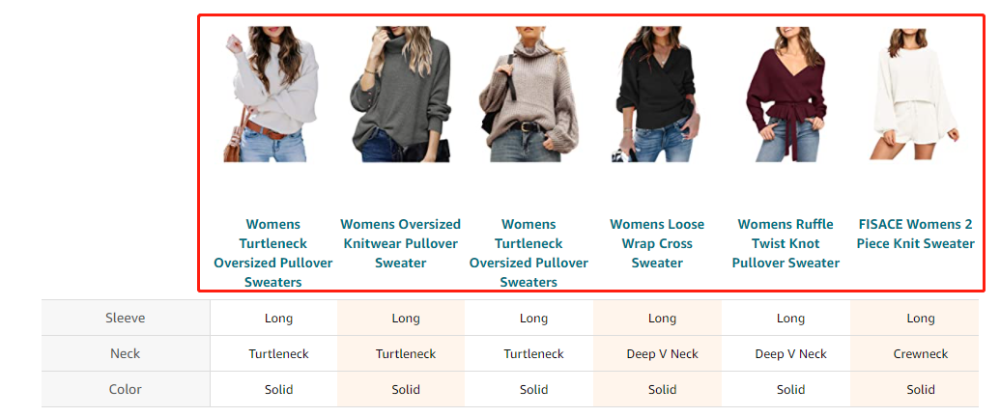 Womens Turtleneck Oversized Pullover Sweaters
Womens Oversized Knitwear Pullover Sweater
Womens Turtleneck Oversized Pullover Sweaters
Womens Loose Wrap Cross Sweater
Womens Ruffle Twist Knot Pullover Sweater
FISACE Womens 2 Piece Knit Sweater
Sleeve Long Long Long Long Long Long
Neck Turtleneck Turtleneck Turtleneck Deep V Neck Deep V Neck Crewneck
Color Solid Solid Solid Solid Solid Solid